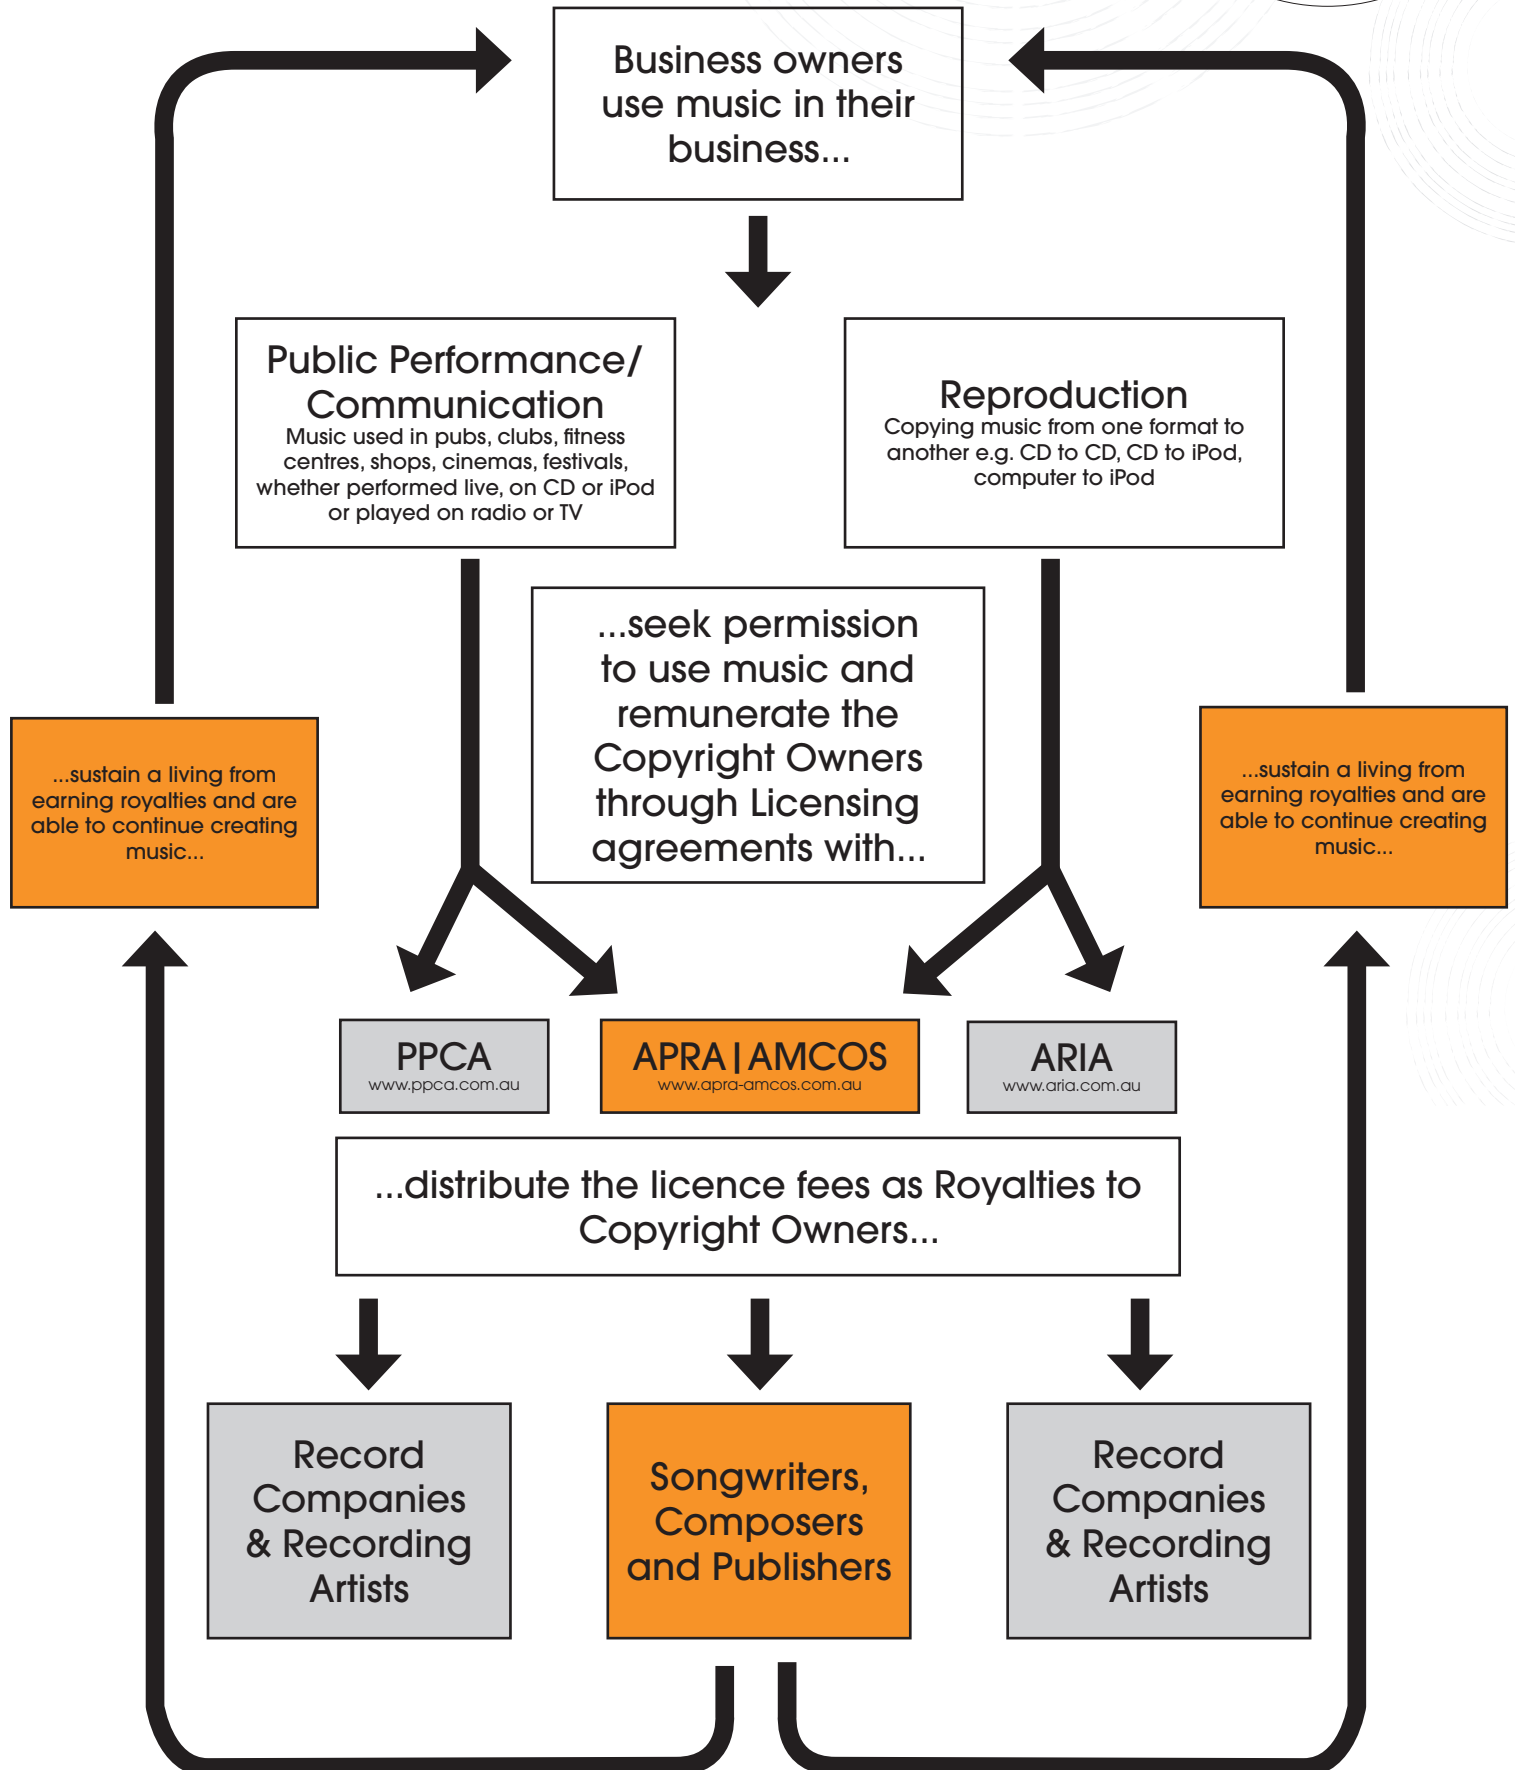 Business owners
use music in their
business...
Public Performance/
Communication
Music used in pubs, clubs, fitness
centres, shops, cinemas, festivals,
whether performed live, on CD or iPod
or played on radio or TV
Reproduction
Copying music from one format to
another e.g. CD to CD, CD to iPod,
computer to iPod
...seek permission
to use music and
remunerate the
Copyright Owners
through Licensing
agreements with...
...sustain a living from
earning royalties and are
able to continue creating
music...
...sustain a living from
earning royalties and are
able to continue creating
music...
PPCA
www.ppca.com.au
APRA|AMCOS
www.apra-amcos.com.au
ARIA
www.aria.com.au
...distribute the licence fees as Royalties to
Copyright Owners...
Record
Companies
& Recording
Artists
Songwriters,
Composers
and Publishers
Record
Companies
& Recording
Artists